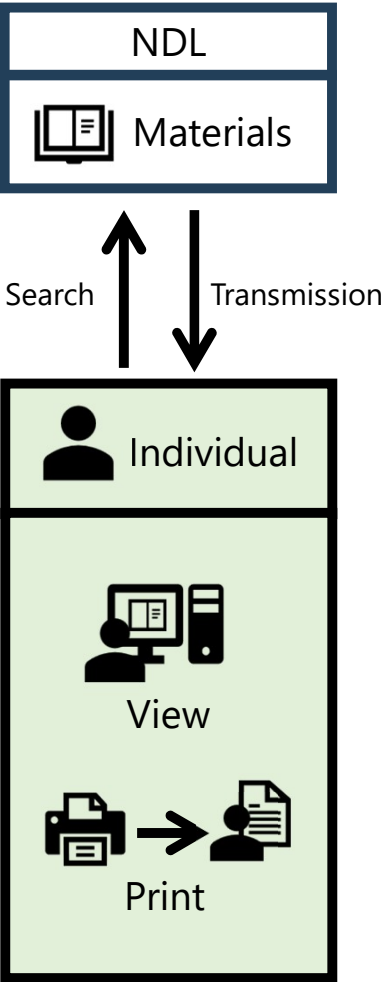 NDL
Materials
Search
Transmission
Individual
View
Print